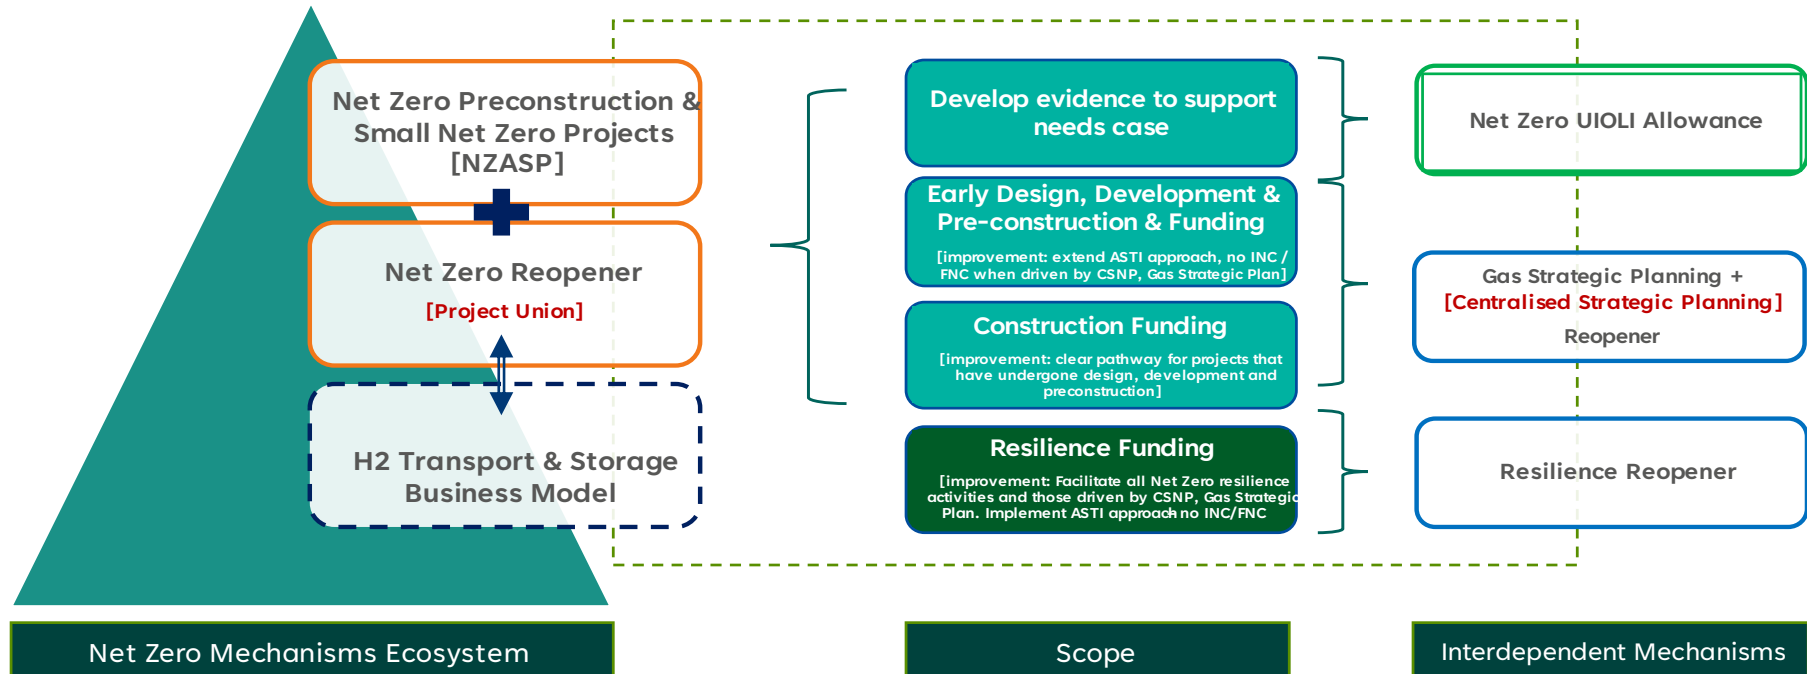 Net Zero Preconstruction &
Small Net Zero Projects
[NZASP]
Net Zero Reopener
[Project Union]
H2 Transport & Storage
Business Model
Net Zero Mechanisms Ecosystem
Develop evidence to support
needs case
Early Design, Development &
Pre-construction & Funding
[improvement: extend ASTI approach, no INC /
FNC when driven by CSNP, Gas Strategic Plan]
Construction Funding
[improvement: clear pathway for projects that
have undergone design, development and
preconstruction]
Resilience Funding
[improvement: Facilitate all Net Zero resilience
activities and those driven by CSNP, Gas Strategic
Plan. Implement ASTI approach- no INC/FNC
Scope
Net Zero UIOLI Allowance
Gas Strategic Planning +
[Centralised Strategic Planning]
Reopener
Resilience Reopener
Interdependent Mechanisms